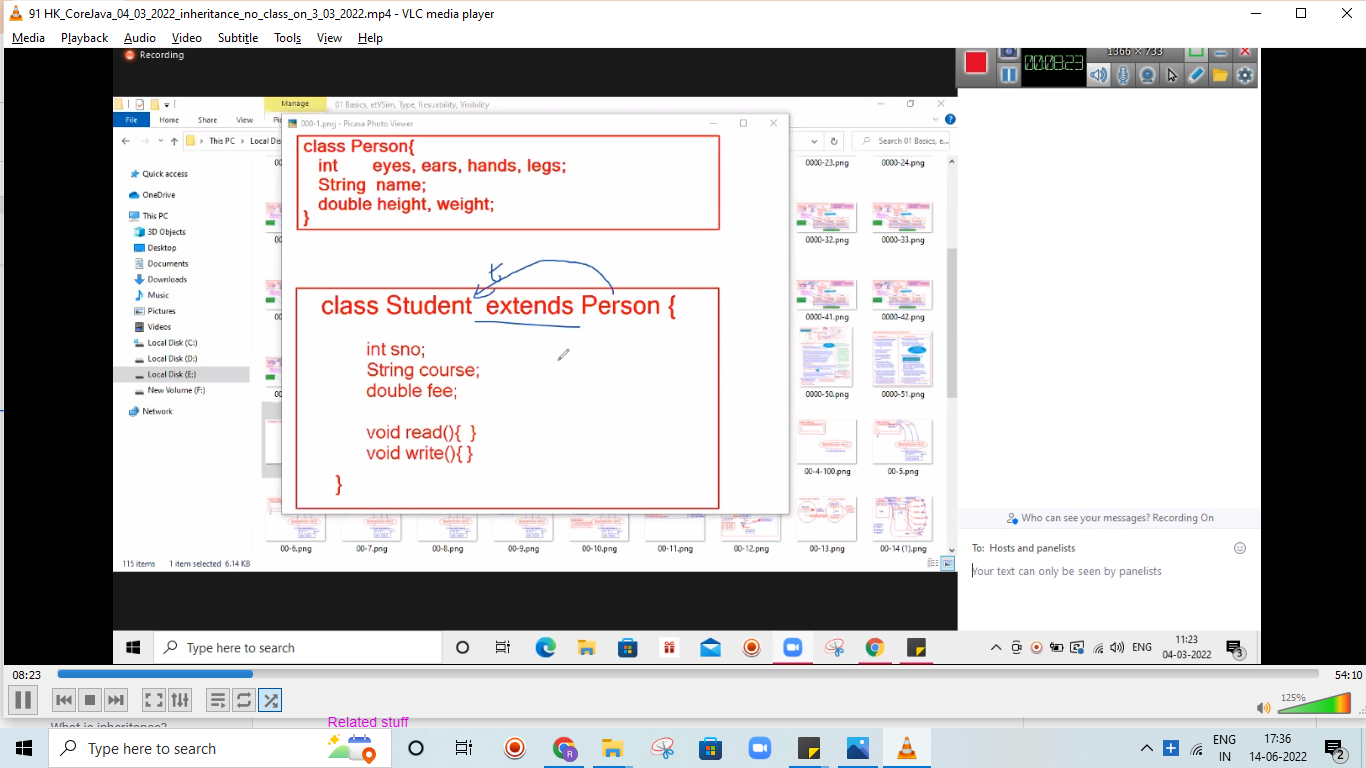 91 HK_CoreJava_04_03_2022_inheritance_no_class_on_3_03_2022.mp4 - VLC media player
Media Playback Audio Video Subtitle Tools View Help
Recording
1366 × 733
00:08:23
Manage
01 Basics, etVSim, Type, Resuability, Visibility
File Home Share View
This PC
Search 01 Basics, e...
000-1.png - Picasa Photo Viewer
Quick access
OneDrive
This PC
3D Objects
Desktop
Documents
Downloads
Music
Pictures
Videos
Local Disk (C:)
Local Disk (D:)
Local Disk (E:)
New Volume (F:)
Network
class Person{
int eyes, ears, hands, legs;
String name;
double height, weight;
}
class Student extends Person {
int sno;
String course;
double fee;
void read(){ }
void write(){ }
}
0000-23.png 0000-24.png
0000-32.png 0000-33.png
0000-41.png 0000-42.png
0000-50.png 0000-51.png
00-4-100.png 00-5.png
00-6.png 00-7.png 00-8.png 00-9.png 00-10.png 00-11.png 00-12.png 00-13.png 00-14 (1).png
115 items 1 item selected 6.14 KB
Who can see your messages? Recording On
To: Hosts and panelists
Your text can only be seen by panelists
Type here to search
ENG
11:23
04-03-2022
3
08:23
54:10
125%
What is inheritance?
Related stuff
Type here to search
R
ENG
IN
17:36
14-06-2022
2